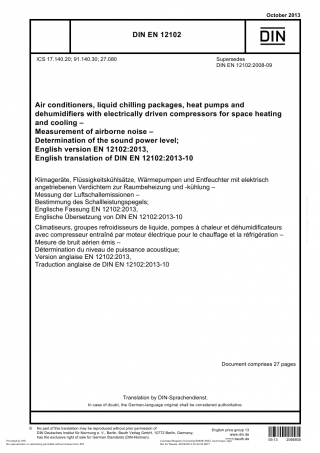 October 2013
DIN EN 12102
DIN
ICS 17.140.20; 91.140.30; 27.080
Supersedes
DIN EN 12102:2008-09
Air conditioners, liquid chilling packages, heat pumps and
dehumidifiers with electrically driven compressors for space heating
and cooling –
Measurement of airborne noise –
Determination of the sound power level;
English version EN 12102:2013,
English translation of DIN EN 12102:2013-10
Klimageräte, Flüssigkeitskühlsätze, Wärmepumpen und Entfeuchter mit elektrisch
angetriebenen Verdichtern zur Raumbeheizung und -kühlung –
Messung der Luftschallemissionen –
Bestimmung des Schallleistungspegels;
Englische Fassung EN 12102:2013,
Englische Übersetzung von DIN EN 12102:2013-10
Climatiseurs, groupes refroidisseurs de liquide, pompes à chaleur et déshumidificateurs
avec compresseur entraîné par moteur électrique pour le chauffage et la réfrigération –
Mesure de bruit aérien émis –
Détermination du niveau de puissance acoustique;
Version anglaise EN 12102:2013,
Traduction anglaise de DIN EN 12102:2013-10
Document comprises 27 pages
Translation by DIN-Sprachendienst.
In case of doubt, the German-language original shall be considered authoritative.
© No part of this translation may be reproduced without prior permission of
DIN Deutsches Institut für Normung e. V., Berlin. Beuth Verlag GmbH, 10772 Berlin, Germany,
has the exclusive right of sale for German Standards (DIN-Normen).
English price group 13
www.din.de
www.beuth.de